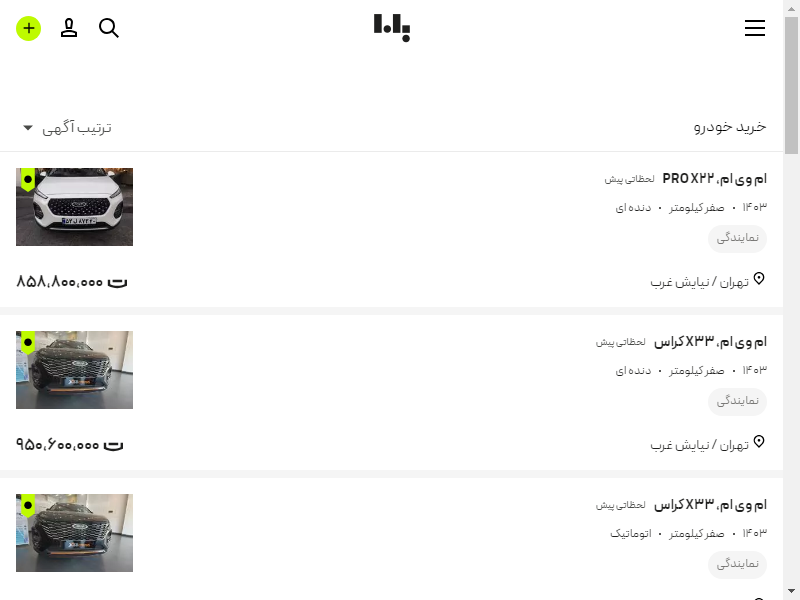 باما
خرید خودرو
ترتیب آگهی
ام وی ام، PRO X۲۲ لحظاتی پیش
۱۴۰۳ • صفر کیلومتر • دنده ای
نمایندگی
تهران / نیایش غرب
۸۵۸,۸۰۰,۰۰۰
ام وی ام، X۳۳ کراس لحظاتی پیش
۱۴۰۳ • صفر کیلومتر • دنده ای
نمایندگی
تهران / نیایش غرب
۹۵۰,۶۰۰,۰۰۰
ام وی ام، X۳۳ کراس لحظاتی پیش
۱۴۰۳ • صفر کیلومتر • اتوماتیک
نمایندگی